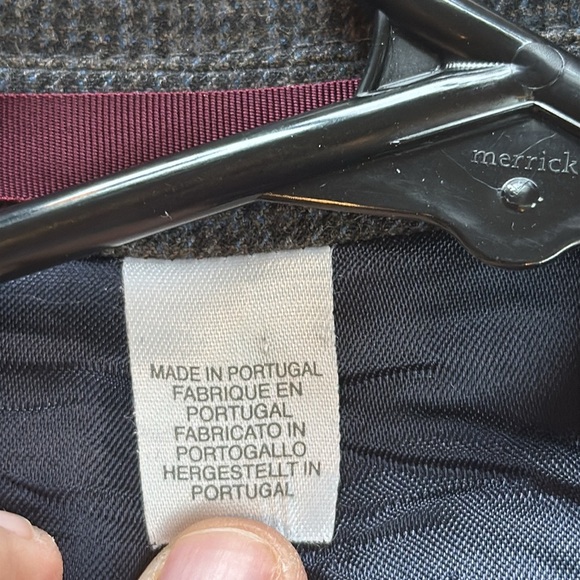 merrick
MADE IN PORTUGAL
FABRIQUE EN
PORTUGAL
FABRICATO IN
PORTOGALLO
HERGESTELLT IN
PORTUGAL